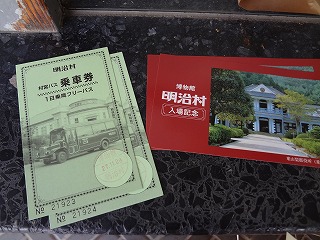 明治村
村営バス 乗車券
1日乗降フリーパス
№ 21923
№ 21924
博物館
明治村
入場記念